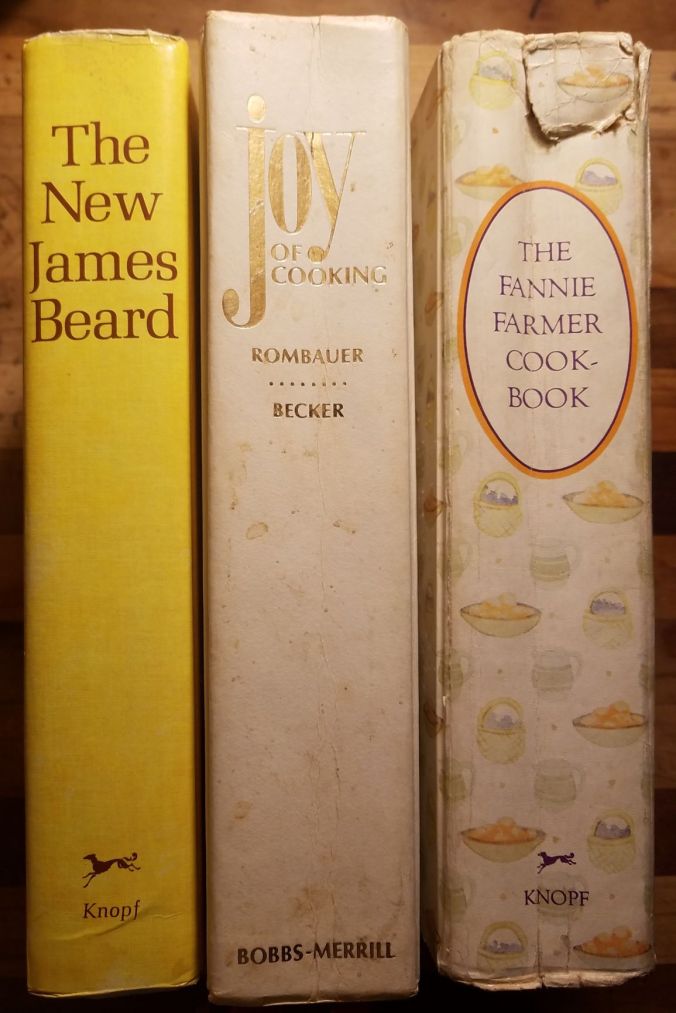 The
New
James
Beard
Knopf
joy
OF
COOKING
ROMBAUER
BECKER
BOBBS-MERRILL
THE
FANNIE
FARMER
COOK-
BOOK
KNOPF